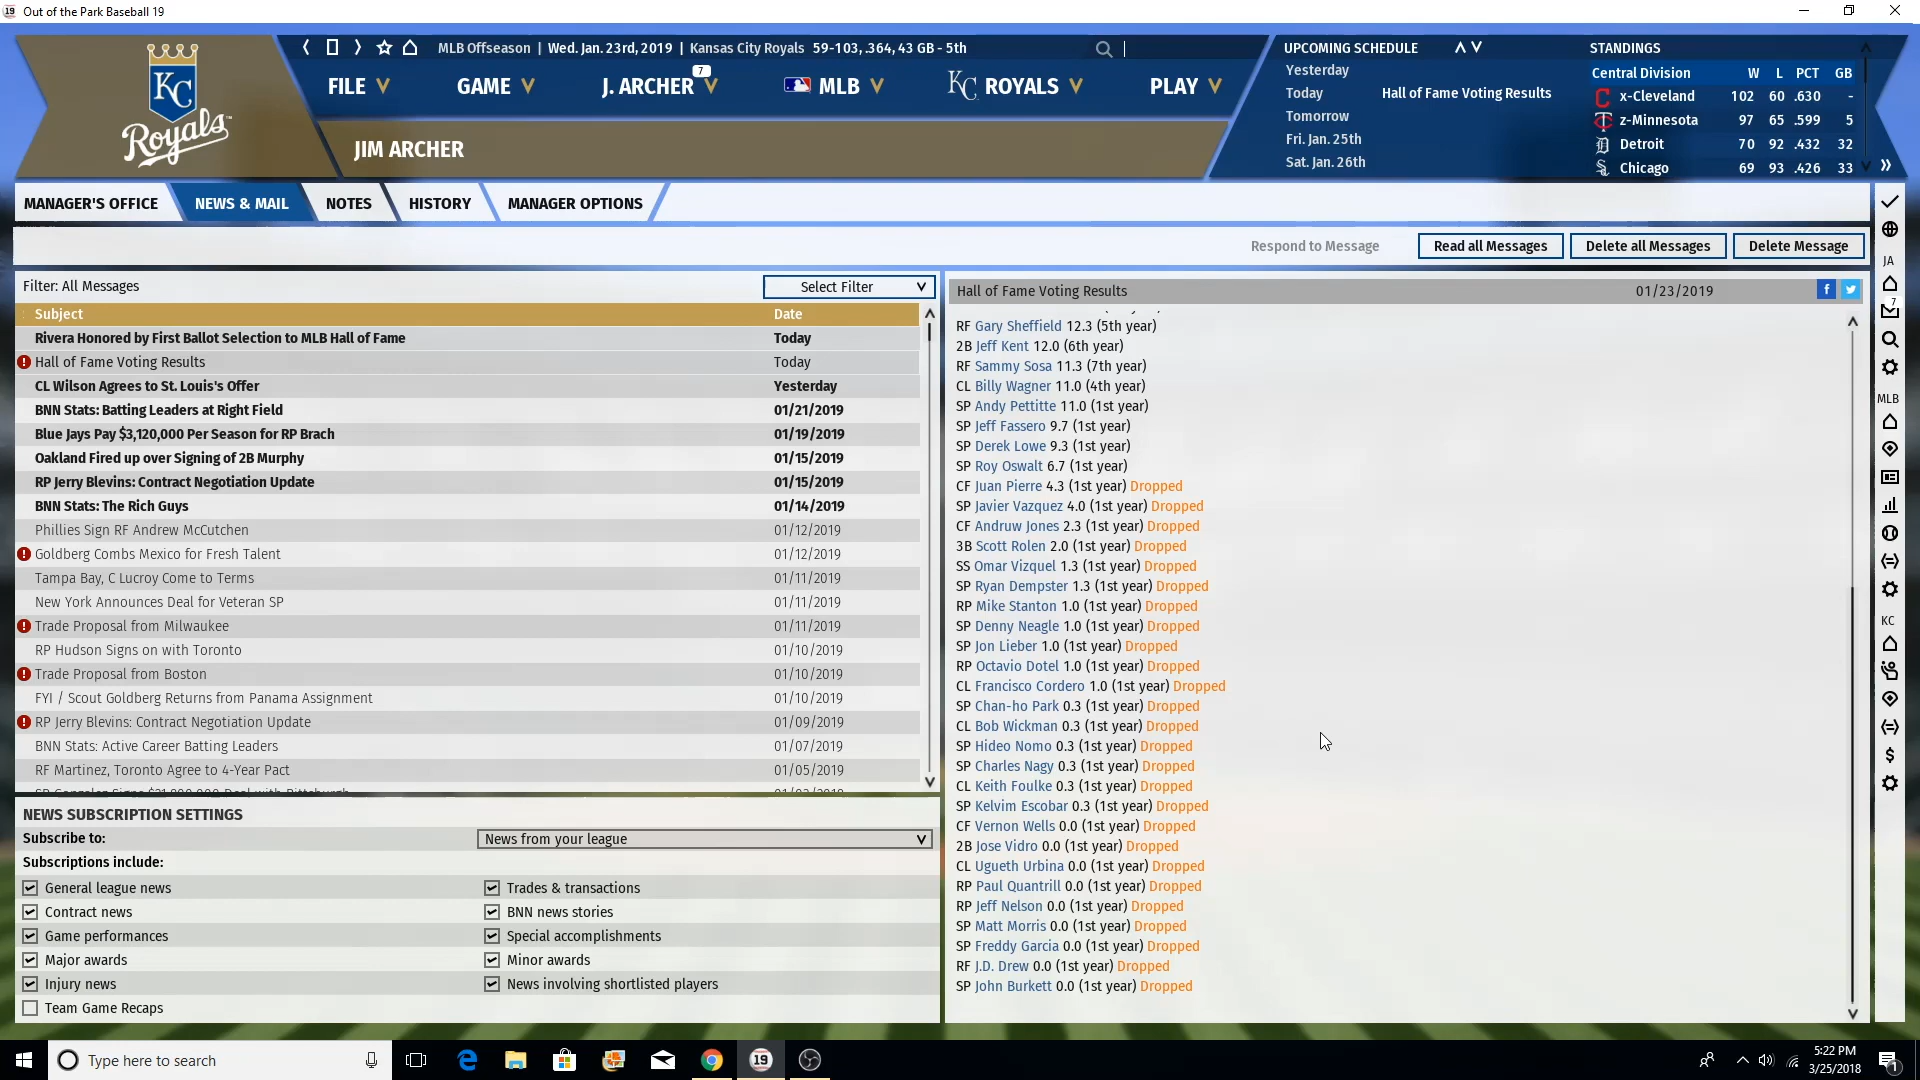 Out of the Park Baseball 19
MLB Offseason | Wed. Jan. 23rd, 2019 | Kansas City Royals 59-103, .364, 43 GB - 5th
FILE GAME J. ARCHER 7 MLB ROYALS PLAY
KC Royals
JIM ARCHER
UPCOMING SCHEDULE
Yesterday
Today Hall of Fame Voting Results
Tomorrow
Fri. Jan. 25th
Sat. Jan. 26th
STANDINGS
Central Division W L PCT GB
x-Cleveland 102 60 .630 -
z-Minnesota 97 65 .599 5
Detroit 70 92 .432 32
Chicago 69 93 .426 33
MANAGER'S OFFICE NEWS & MAIL NOTES HISTORY MANAGER OPTIONS
Respond to Message Read all Messages Delete all Messages Delete Message
Filter: All Messages Select Filter
Subject Date
Rivera Honored by First Ballot Selection to MLB Hall of Fame Today
Hall of Fame Voting Results Today
CL Wilson Agrees to St. Louis's Offer Yesterday
BNN Stats: Batting Leaders at Right Field 01/21/2019
Blue Jays Pay $3,120,000 Per Season for RP Brach 01/19/2019
Oakland Fired up over Signing of 2B Murphy 01/15/2019
RP Jerry Blevins: Contract Negotiation Update 01/15/2019
BNN Stats: The Rich Guys 01/14/2019
Phillies Sign RF Andrew McCutchen 01/12/2019
Goldberg Combs Mexico for Fresh Talent 01/12/2019
Tampa Bay, C Lucroy Come to Terms 01/11/2019
New York Announces Deal for Veteran SP 01/11/2019
Trade Proposal from Milwaukee 01/11/2019
RP Hudson Signs on with Toronto 01/10/2019
Trade Proposal from Boston 01/10/2019
FYI / Scout Goldberg Returns from Panama Assignment 01/10/2019
RP Jerry Blevins: Contract Negotiation Update 01/09/2019
BNN Stats: Active Career Batting Leaders 01/07/2019
RF Martinez, Toronto Agree to 4-Year Pact 01/05/2019
NEWS SUBSCRIPTION SETTINGS
Subscribe to: News from your league
Subscriptions include:
General league news Trades & transactions
Contract news BNN news stories
Game performances Special accomplishments
Major awards Minor awards
Injury news News involving shortlisted players
Team Game Recaps
Hall of Fame Voting Results 01/23/2019
RF Gary Sheffield 12.3 (5th year)
2B Jeff Kent 12.0 (6th year)
RF Sammy Sosa 11.3 (7th year)
CL Billy Wagner 11.0 (4th year)
SP Andy Pettitte 11.0 (1st year)
SP Jeff Fassero 9.7 (1st year)
SP Derek Lowe 9.3 (1st year)
SP Roy Oswalt 6.7 (1st year)
CF Juan Pierre 4.3 (1st year) Dropped
SP Javier Vazquez 4.0 (1st year) Dropped
CF Andruw Jones 2.3 (1st year) Dropped
3B Scott Rolen 2.0 (1st year) Dropped
SS Omar Vizquel 1.3 (1st year) Dropped
SP Ryan Dempster 1.3 (1st year) Dropped
RP Mike Stanton 1.0 (1st year) Dropped
SP Denny Neagle 1.0 (1st year) Dropped
SP Jon Lieber 1.0 (1st year) Dropped
RP Octavio Dotel 1.0 (1st year) Dropped
CL Francisco Cordero 1.0 (1st year) Dropped
SP Chan-ho Park 0.3 (1st year) Dropped
CL Bob Wickman 0.3 (1st year) Dropped
SP Hideo Nomo 0.3 (1st year) Dropped
SP Charles Nagy 0.3 (1st year) Dropped
CL Keith Foulke 0.3 (1st year) Dropped
SP Kelvim Escobar 0.3 (1st year) Dropped
CF Vernon Wells 0.0 (1st year) Dropped
2B Jose Vidro 0.0 (1st year) Dropped
CL Ugueth Urbina 0.0 (1st year) Dropped
RP Paul Quantrill 0.0 (1st year) Dropped
RP Jeff Nelson 0.0 (1st year) Dropped
SP Matt Morris 0.0 (1st year) Dropped
SP Freddy Garcia 0.0 (1st year) Dropped
RF J.D. Drew 0.0 (1st year) Dropped
SP John Burkett 0.0 (1st year) Dropped
JA
7
MLB
KC
Type here to search
19
5:22 PM
3/25/2018
1